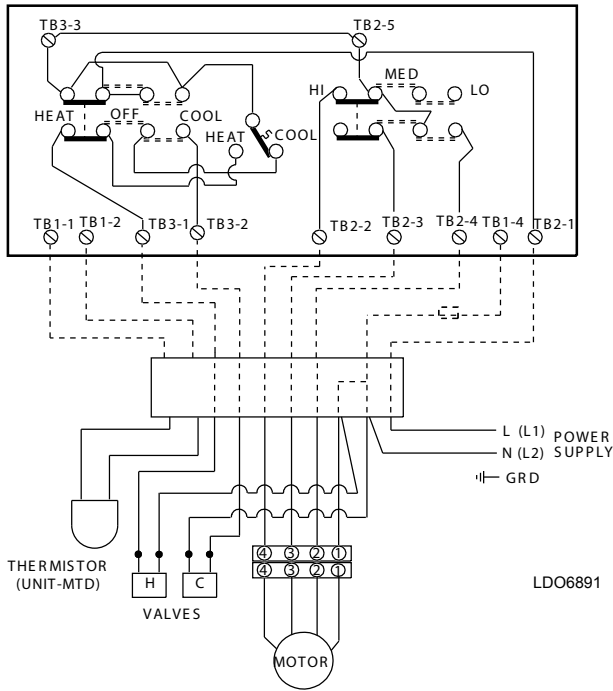 TB3-3 TB2-5
MED
HI LO
HEAT OFF COOL
HEAT COOL
TB1-1 TB1-2 TB3-1 TB3-2 TB2-2 TB2-3 TB2-4 TB1-4 TB2-1
L (L1) POWER
N (L2) SUPPLY
GRD
4 3 2 1
4 3 2 1
THERMISTOR
(UNIT-MTD)
H C
VALVES
LDO6891
MOTOR